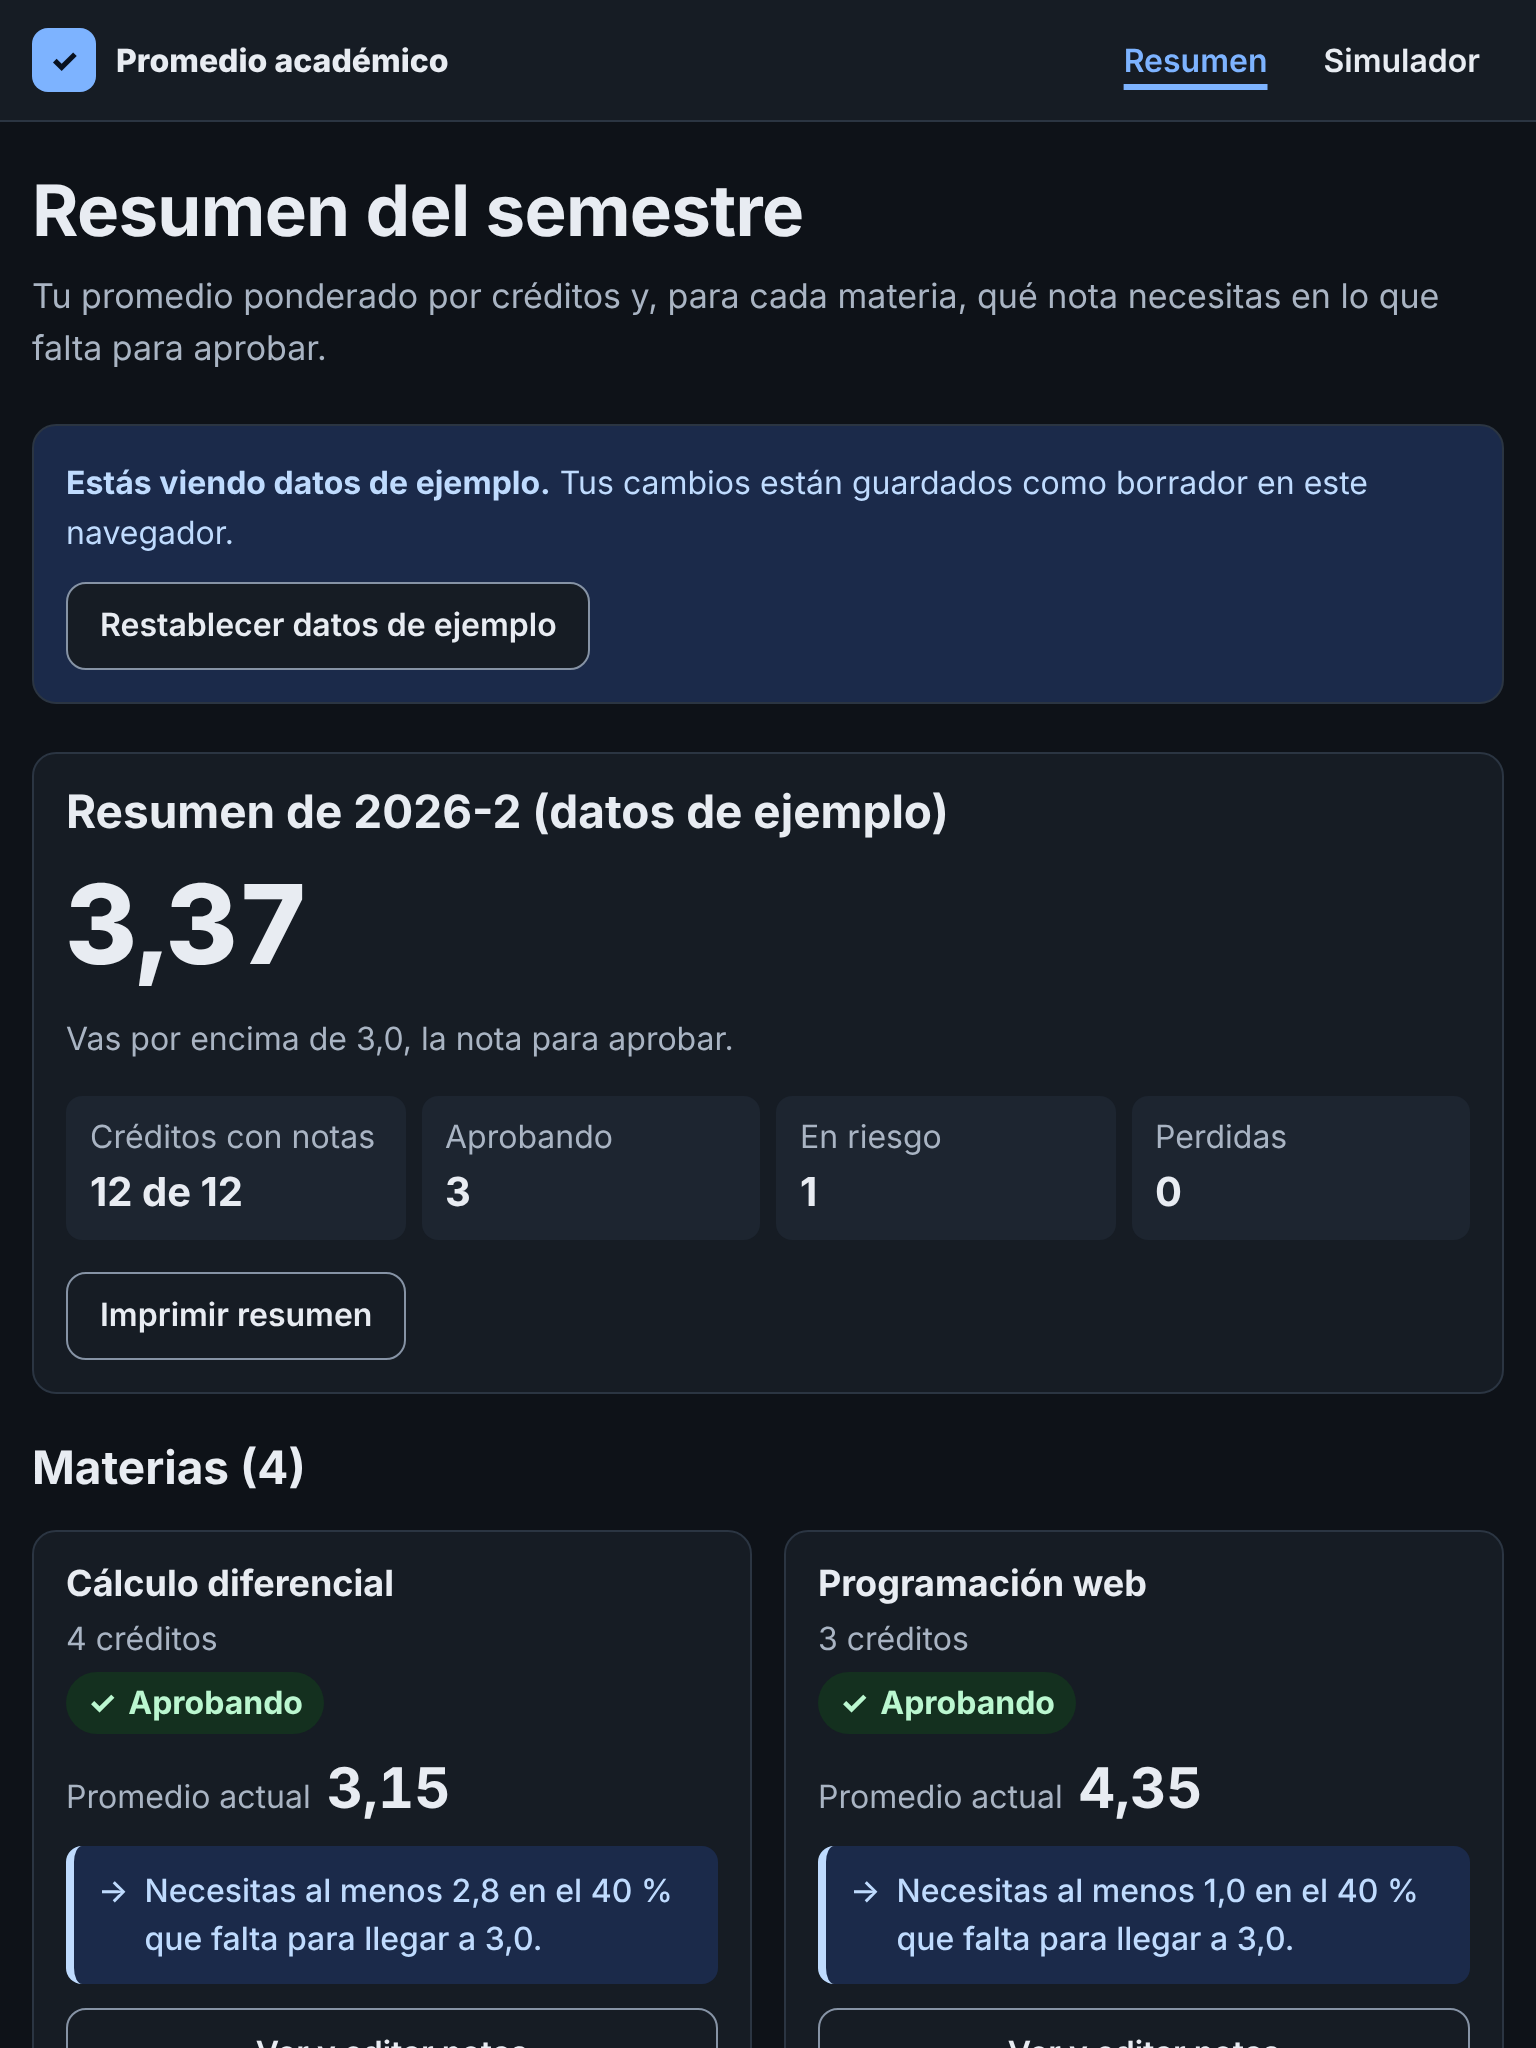 Promedio académico
Resumen
Simulador
Resumen del semestre
Tu promedio ponderado por créditos y, para cada materia, qué nota necesitas en lo que
falta para aprobar.
Estás viendo datos de ejemplo. Tus cambios están guardados como borrador en este
navegador.
Restablecer datos de ejemplo
Resumen de 2026-2 (datos de ejemplo)
3,37
Vas por encima de 3,0, la nota para aprobar.
Créditos con notas
12 de 12
Aprobando
3
En riesgo
1
Perdidas
0
Imprimir resumen
Materias (4)
Cálculo diferencial
4 créditos
✓ Aprobando
Promedio actual 3,15
→ Necesitas al menos 2,8 en el 40 %
que falta para llegar a 3,0.
Ver y editar notas
Programación web
3 créditos
✓ Aprobando
Promedio actual 4,35
→ Necesitas al menos 1,0 en el 40 %
que falta para llegar a 3,0.
Ver y editar notas